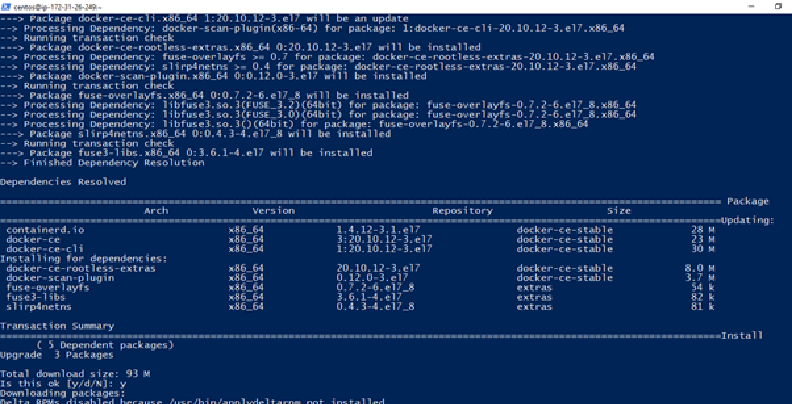 centos@ip-172-31-26-249:~
---> Package docker-ce-cli.x86_64 1:20.10.12-3.el7 will be an update
--> Processing Dependency: docker-scan-plugin(x86-64) for package: 1:docker-ce-cli-20.10.12-3.el7.x86_64
--> Running transaction check
---> Package docker-ce-rootless-extras.x86_64 0:20.10.12-3.el7 will be installed
--> Processing Dependency: fuse-overlayfs >= 0.7 for package: docker-ce-rootless-extras-20.10.12-3.el7.x86_64
--> Processing Dependency: slirp4netns >= 0.4 for package: docker-ce-rootless-extras-20.10.12-3.el7.x86_64
---> Package docker-scan-plugin.x86_64 0:0.12.0-3.el7 will be installed
--> Running transaction check
---> Package fuse-overlayfs.x86_64 0:0.7.2-6.el7_8 will be installed
--> Processing Dependency: libfuse3.so.3(FUSE_3.2)(64bit) for package: fuse-overlayfs-0.7.2-6.el7_8.x86_64
--> Processing Dependency: libfuse3.so.3(FUSE_3.0)(64bit) for package: fuse-overlayfs-0.7.2-6.el7_8.x86_64
--> Processing Dependency: libfuse3.so.3()(64bit) for package: fuse-overlayfs-0.7.2-6.el7_8.x86_64
---> Package slirp4netns.x86_64 0:0.4.3-4.el7_8 will be installed
--> Running transaction check
---> Package fuse3-libs.x86_64 0:3.6.1-4.el7 will be installed
--> Finished Dependency Resolution
Dependencies Resolved
Package
Arch Version Repository Size
Updating:
containerd.io x86_64 1.4.12-3.1.el7 docker-ce-stable 28 M
docker-ce x86_64 3:20.10.12-3.el7 docker-ce-stable 23 M
docker-ce-cli x86_64 1:20.10.12-3.el7 docker-ce-stable 30 M
Installing for dependencies:
docker-ce-rootless-extras x86_64 20.10.12-3.el7 docker-ce-stable 8.0 M
docker-scan-plugin x86_64 0.12.0-3.el7 docker-ce-stable 3.7 M
fuse-overlayfs x86_64 0.7.2-6.el7_8 extras 54 k
fuse3-libs x86_64 3.6.1-4.el7 extras 82 k
slirp4netns x86_64 0.4.3-4.el7_8 extras 81 k
Transaction Summary
Install
( 5 Dependent packages)
Upgrade 3 Packages
Total download size: 93 M
Is this ok [y/d/N]: y
Downloading packages:
Delta RPMs disabled because /usr/bin/applydeltarpm not installed